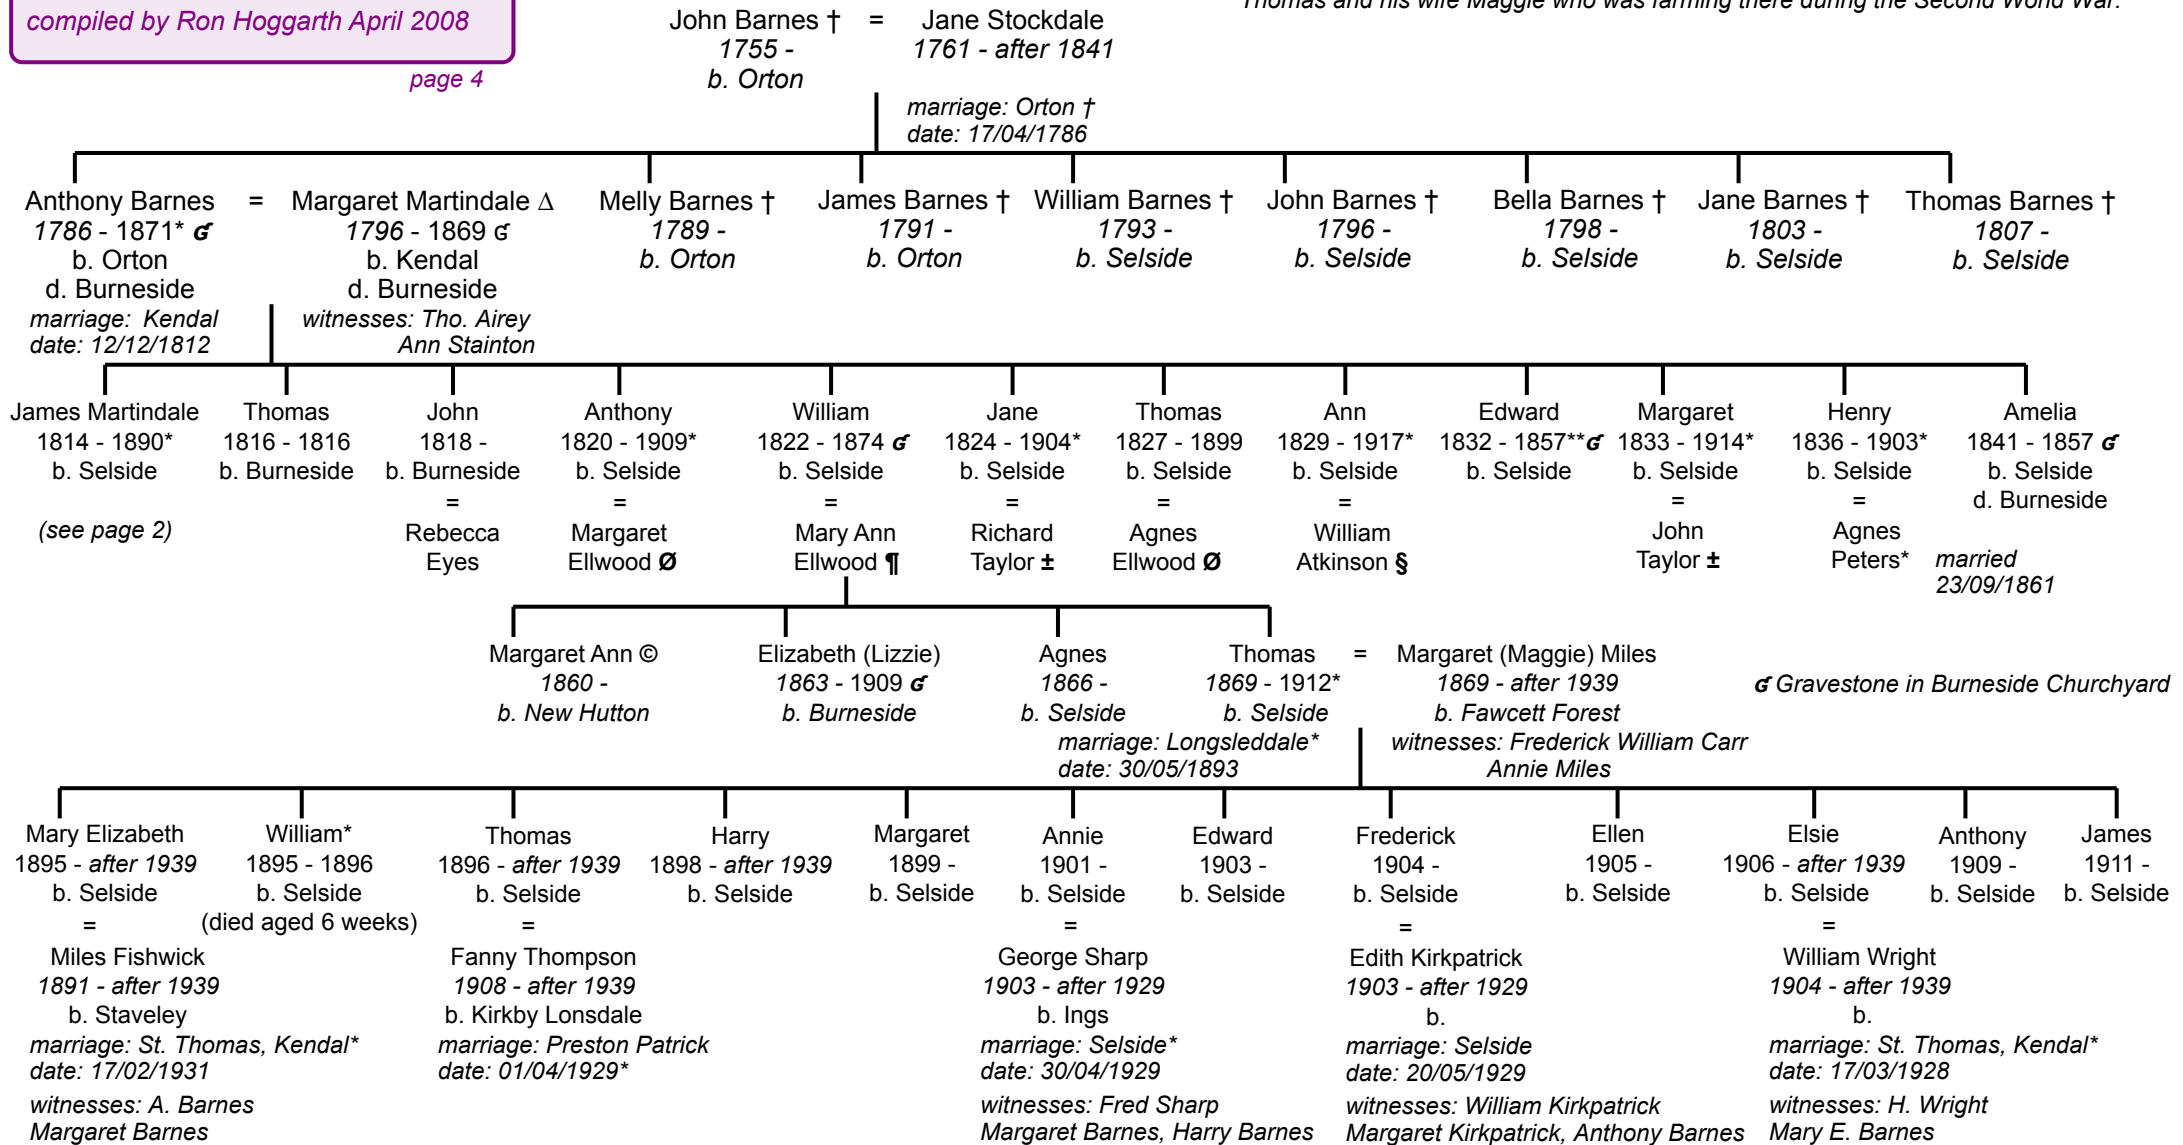 Thomas and his wife Maggie who was farming there during the Second World War.
compiled by Ron Hoggarth April 2008
page 4
John Barnes † = Jane Stockdale
1755 - 1761 - after 1841
b. Orton
marriage: Orton †
date: 17/04/1786
Anthony Barnes = Margaret Martindale ∆ Melly Barnes † James Barnes † William Barnes † John Barnes † Bella Barnes † Jane Barnes † Thomas Barnes †
1786 - 1871* ɠ 1796 - 1869 ɠ 1789 - 1791 - 1793 - 1796 - 1798 - 1803 - 1807 -
b. Orton b. Kendal b. Orton b. Orton b. Selside b. Selside b. Selside b. Selside b. Selside
d. Burneside d. Burneside
marriage: Kendal witnesses: Tho. Airey
date: 12/12/1812 Ann Stainton
James Martindale Thomas John Anthony William Jane Thomas Ann Edward Margaret Henry Amelia
1814 - 1890* 1816 - 1816 1818 - 1820 - 1909* 1822 - 1874 ɠ 1824 - 1904* 1827 - 1899 1829 - 1917* 1832 - 1857**ɠ 1833 - 1914* 1836 - 1903* 1841 - 1857 ɠ
b. Selside b. Burneside b. Burneside b. Selside b. Selside b. Selside b. Selside b. Selside b. Selside b. Selside b. Selside b. Selside
= = = = = = = = d. Burneside
(see page 2) Rebecca Margaret Mary Ann Richard Agnes William John Agnes
Eyes Ellwood Ø Ellwood ¶ Taylor ± Ellwood Ø Atkinson § Taylor ± Peters* married
23/09/1861
Margaret Ann © Elizabeth (Lizzie) Agnes Thomas = Margaret (Maggie) Miles
1860 - 1863 - 1909 ɠ 1866 - 1869 - 1912* 1869 - after 1939 ɠ Gravestone in Burneside Churchyard
b. New Hutton b. Burneside b. Selside b. Selside b. Fawcett Forest
marriage: Longsleddale* witnesses: Frederick William Carr
date: 30/05/1893 Annie Miles
Mary Elizabeth William* Thomas Harry Margaret Annie Edward Frederick Ellen Elsie Anthony James
1895 - after 1939 1895 - 1896 1896 - after 1939 1898 - after 1939 1899 - 1901 - 1903 - 1904 - 1905 - 1906 - after 1939 1909 - 1911 -
b. Selside b. Selside b. Selside b. Selside b. Selside b. Selside b. Selside b. Selside b. Selside b. Selside b. Selside b. Selside
= (died aged 6 weeks) = = = =
Miles Fishwick Fanny Thompson George Sharp Edith Kirkpatrick William Wright
1891 - after 1939 1908 - after 1939 1903 - after 1929 1903 - after 1929 1904 - after 1939
b. Staveley b. Kirkby Lonsdale b. Ings b. b.
marriage: St. Thomas, Kendal* marriage: Preston Patrick marriage: Selside* marriage: Selside marriage: St. Thomas, Kendal*
date: 17/02/1931 date: 01/04/1929* date: 30/04/1929 date: 20/05/1929 date: 17/03/1928
witnesses: A. Barnes witnesses: Fred Sharp witnesses: William Kirkpatrick witnesses: H. Wright
Margaret Barnes Margaret Barnes, Harry Barnes Margaret Kirkpatrick, Anthony Barnes Mary E. Barnes